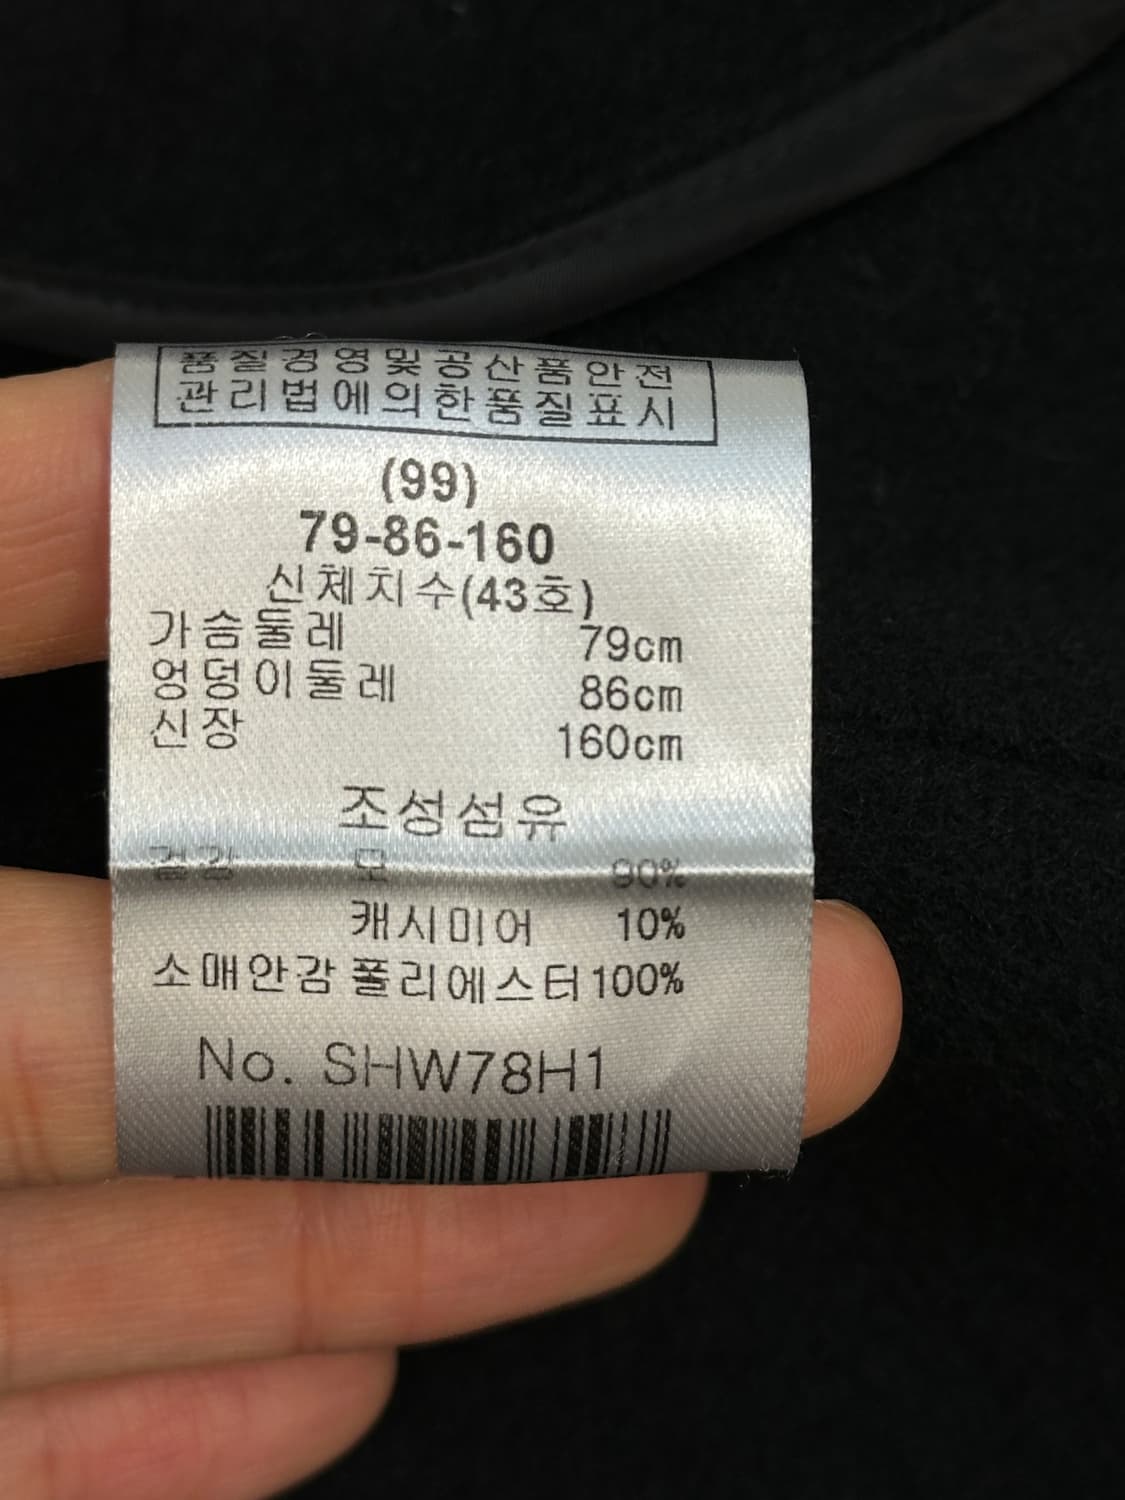 품질경영및공산품안전
관리법에의한품질표시
(99)
79-86-160
신체치수(43호)
가슴둘레 79cm
엉덩이둘레 86cm
신장 160cm
조성섬유
겉감 모 90%
캐시미어 10%
소매안감 폴리에스터100%
No. SHW78H1